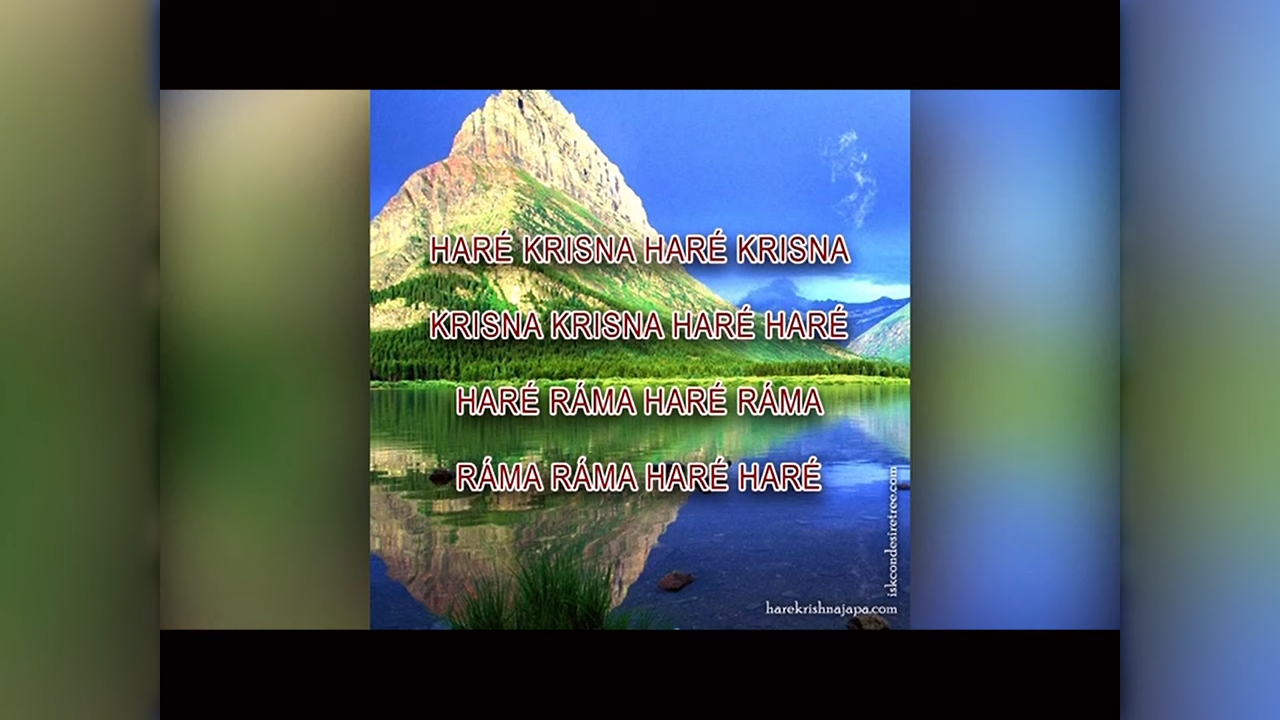 HARÉ KRISNA HARÉ KRISNA
KRISNA KRISNA HARÉ HARÉ
HARÉ RÁMA HARÉ RÁMA
RÁMA RÁMA HARÉ HARÉ
iskcondesiretree.com
harekrishnajapa.com